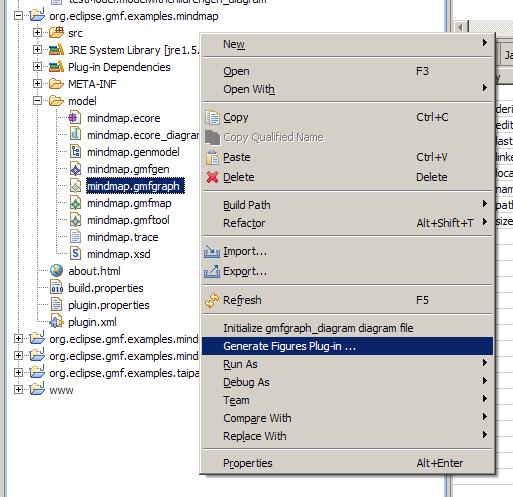 org.eclipse.gmf.examples.mindmap
src
JRE System Library [jre1.5.
Plug-in Dependencies
META-INF
model
mindmap.ecore
mindmap.ecore_diagram
mindmap.genmodel
mindmap.gmfgen
mindmap.gmfgraph
mindmap.gmfmap
mindmap.gmftool
mindmap.trace
mindmap.xsd
about.html
build.properties
plugin.properties
plugin.xml
org.eclipse.gmf.examples.mind
org.eclipse.gmf.examples.mind
org.eclipse.gmf.examples.taipa
www
New
Open F3
Open With
Copy Ctrl+C
Copy Qualified Name
Paste Ctrl+V
Delete Delete
Build Path
Refactor Alt+Shift+T
Import...
Export...
Refresh F5
Initialize gmfgraph_diagram diagram file
Generate Figures Plug-in ...
Run As
Debug As
Team
Compare With
Replace With
Properties Alt+Enter
Ja
y
deri
edit
last
linke
loca
nam
path
size